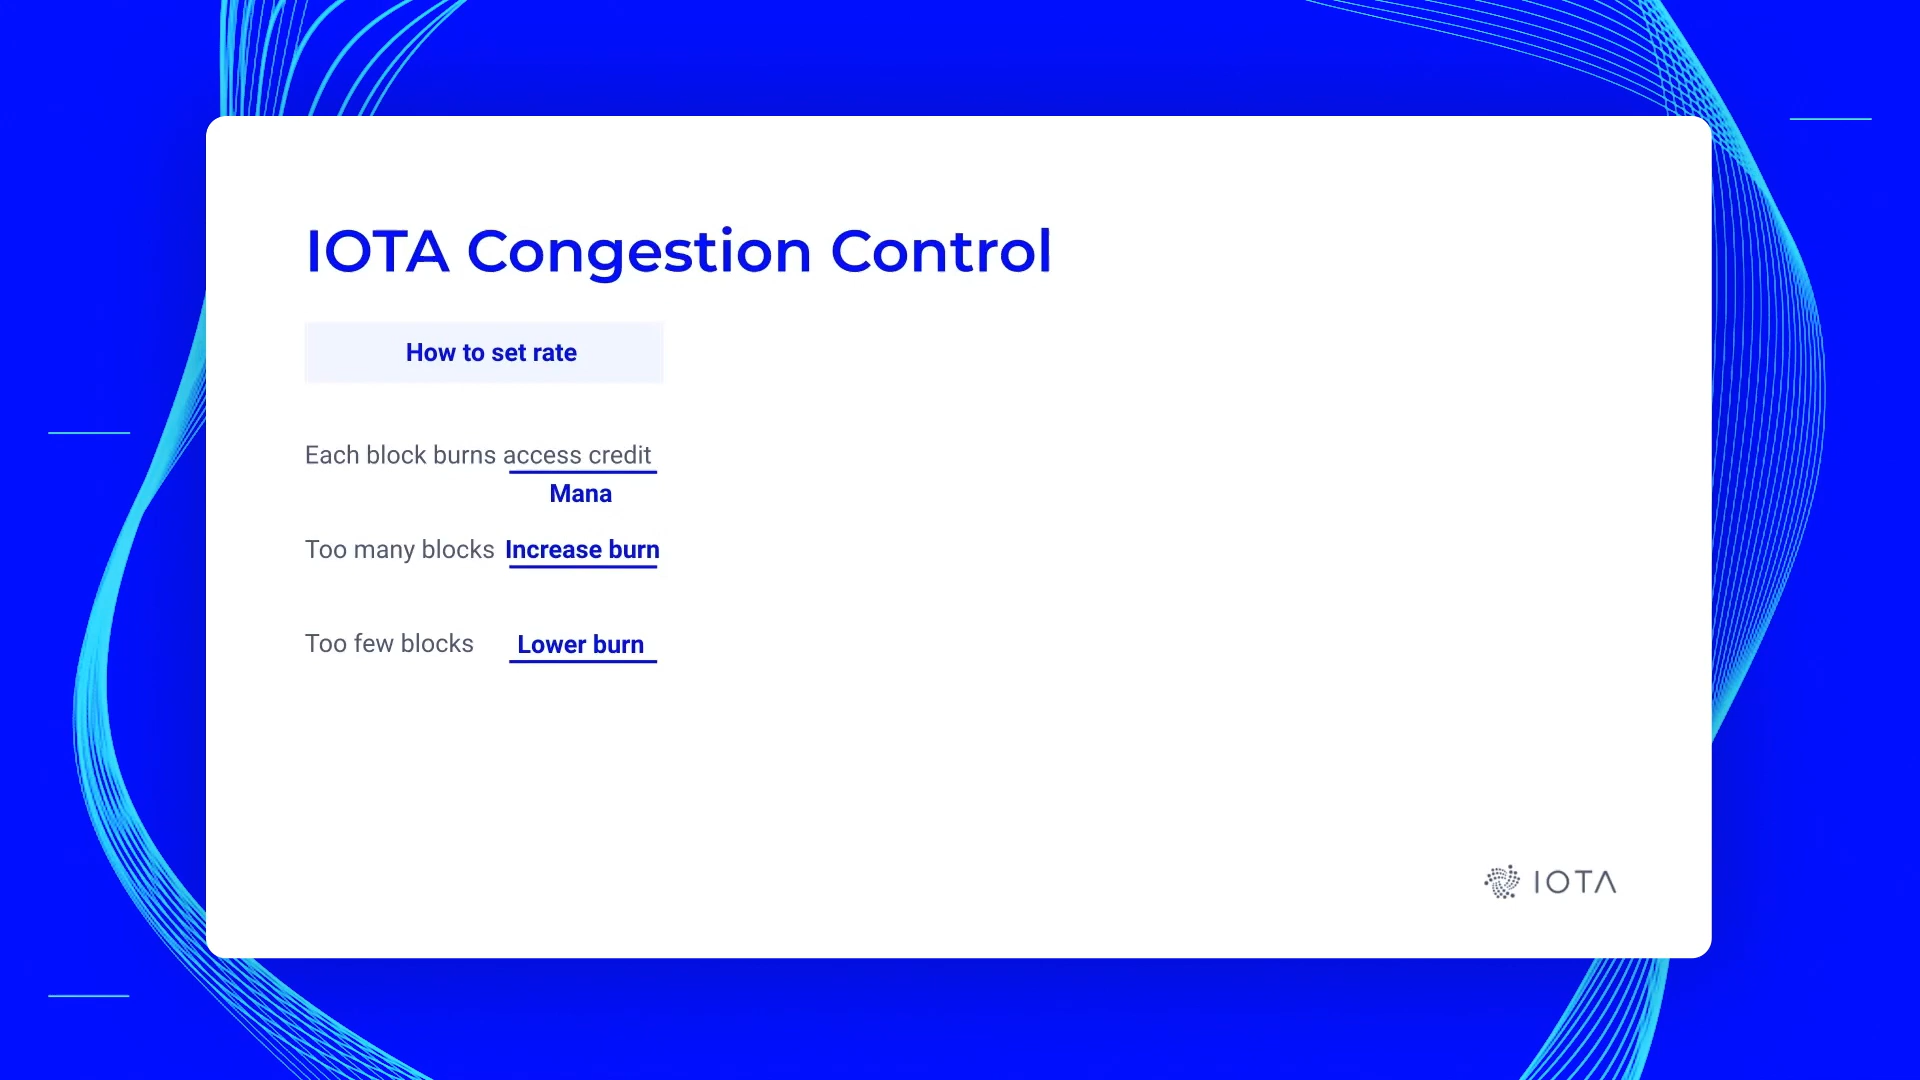 IOTA Congestion Control
How to set rate
Each block burns access credit
Mana
Too many blocks Increase burn
Too few blocks Lower burn
IOTA